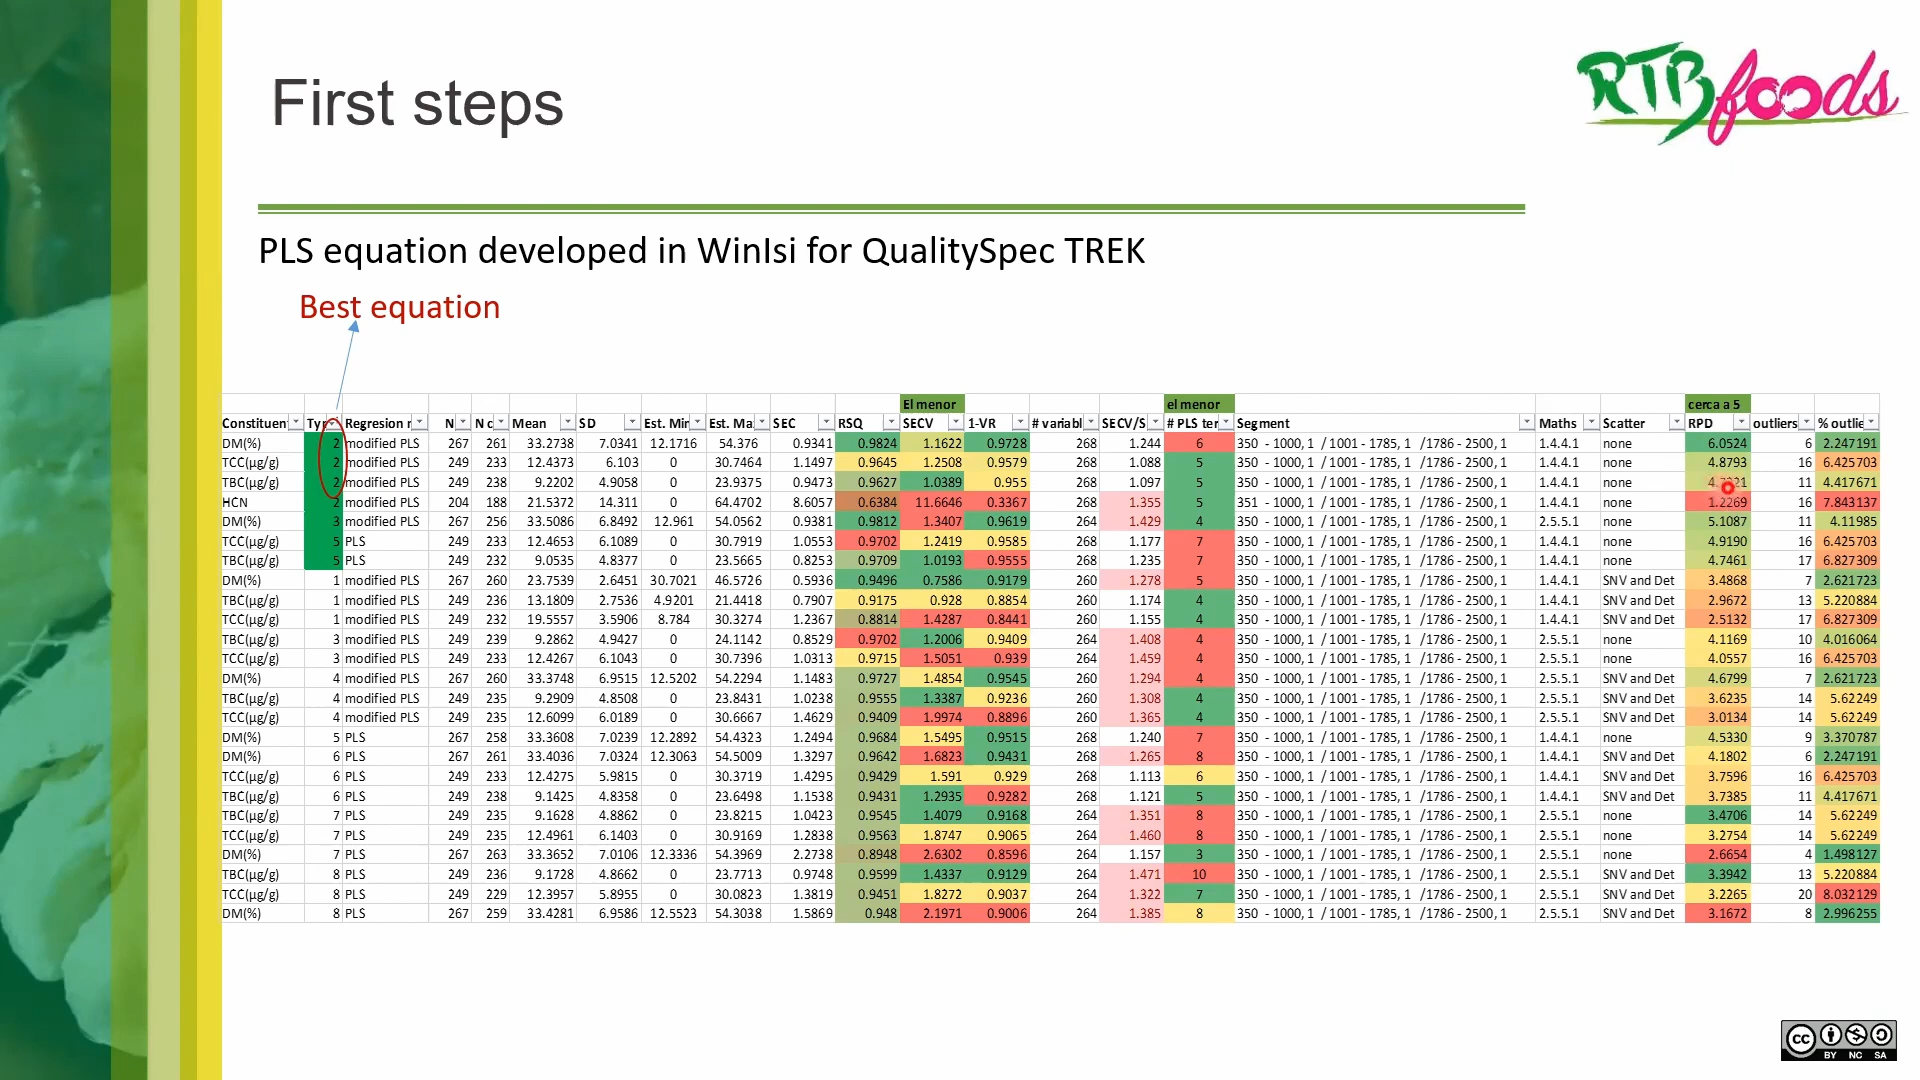 First steps
RTBfoods
PLS equation developed in WinIsi for QualitySpec TREK
Best equation
El menor el menor cerca a 5
Constituen Ty Regresion r N N c Mean SD Est. Min Est. Ma SEC RSQ SECV 1-VR # variabl SECV/S # PLS ter Segment Maths Scatter RPD outliers % outlie
DM(%) 2 modified PLS 267 261 33.2738 7.0341 12.1716 54.376 0.9341 0.9824 1.1622 0.9728 268 1.244 6 350 - 1000, 1 / 1001 - 1785, 1 /1786 - 2500, 1 1.4.4.1 none 6.0524 6 2.247191
TCC(µg/g) 2 modified PLS 249 233 12.4373 6.103 0 30.7464 1.1497 0.9645 1.2508 0.9579 268 1.088 5 350 - 1000, 1 / 1001 - 1785, 1 /1786 - 2500, 1 1.4.4.1 none 4.8793 16 6.425703
TBC(µg/g) 2 modified PLS 249 238 9.2202 4.9058 0 23.9375 0.9473 0.9627 1.0389 0.955 268 1.097 5 350 - 1000, 1 / 1001 - 1785, 1 /1786 - 2500, 1 1.4.4.1 none 11 4.417671
HCN 2 modified PLS 204 188 21.5372 14.311 0 64.4702 8.6057 0.6384 11.6646 0.3367 268 1.355 5 351 - 1000, 1 / 1001 - 1785, 1 /1786 - 2500, 1 1.4.4.1 none 1.2269 16 7.843137
DM(%) 3 modified PLS 267 256 33.5086 6.8492 12.961 54.0562 0.9381 0.9812 1.3407 0.9619 264 1.429 4 350 - 1000, 1 / 1001 - 1785, 1 /1786 - 2500, 1 2.5.5.1 none 5.1087 11 4.11985
TCC(µg/g) 5 PLS 249 233 12.4653 6.1089 0 30.7919 1.0553 0.9702 1.2419 0.9585 268 1.177 7 350 - 1000, 1 / 1001 - 1785, 1 /1786 - 2500, 1 1.4.4.1 none 4.9190 16 6.425703
TBC(µg/g) 5 PLS 249 232 9.0535 4.8377 0 23.5665 0.8253 0.9709 1.0193 0.9555 268 1.235 7 350 - 1000, 1 / 1001 - 1785, 1 /1786 - 2500, 1 1.4.4.1 none 4.7461 17 6.827309
DM(%) 1 modified PLS 267 260 23.7539 2.6451 30.7021 46.5726 0.5936 0.9496 0.7586 0.9179 260 1.278 5 350 - 1000, 1 / 1001 - 1785, 1 /1786 - 2500, 1 1.4.4.1 SNV and Det 3.4868 7 2.621723
TBC(µg/g) 1 modified PLS 249 236 13.1809 2.7536 4.9201 21.4418 0.7907 0.9175 0.928 0.8854 260 1.174 4 350 - 1000, 1 / 1001 - 1785, 1 /1786 - 2500, 1 1.4.4.1 SNV and Det 2.9672 13 5.220884
TCC(µg/g) 1 modified PLS 249 232 19.5557 3.5906 8.784 30.3274 1.2367 0.8814 1.4287 0.8441 260 1.155 4 350 - 1000, 1 / 1001 - 1785, 1 /1786 - 2500, 1 1.4.4.1 SNV and Det 2.5132 17 6.827309
TBC(µg/g) 3 modified PLS 249 239 9.2862 4.9427 0 24.1142 0.8529 0.9702 1.2006 0.9409 264 1.408 4 350 - 1000, 1 / 1001 - 1785, 1 /1786 - 2500, 1 2.5.5.1 none 4.1169 10 4.016064
TCC(µg/g) 3 modified PLS 249 233 12.4267 6.1043 0 30.7396 1.0313 0.9715 1.5051 0.939 264 1.459 4 350 - 1000, 1 / 1001 - 1785, 1 /1786 - 2500, 1 2.5.5.1 none 4.0557 16 6.425703
DM(%) 4 modified PLS 267 260 33.3748 6.9515 12.5202 54.2294 1.1483 0.9727 1.4854 0.9545 260 1.294 4 350 - 1000, 1 / 1001 - 1785, 1 /1786 - 2500, 1 2.5.5.1 SNV and Det 4.6799 7 2.621723
TBC(µg/g) 4 modified PLS 249 235 9.2909 4.8508 0 23.8431 1.0238 0.9555 1.3387 0.9236 260 1.308 4 350 - 1000, 1 / 1001 - 1785, 1 /1786 - 2500, 1 2.5.5.1 SNV and Det 3.6235 14 5.62249
TCC(µg/g) 4 modified PLS 249 235 12.6099 6.0189 0 30.6667 1.4629 0.9409 1.9974 0.8896 260 1.365 4 350 - 1000, 1 / 1001 - 1785, 1 /1786 - 2500, 1 2.5.5.1 SNV and Det 3.0134 14 5.62249
DM(%) 5 PLS 267 258 33.3608 7.0239 12.2892 54.4323 1.2494 0.9684 1.5495 0.9515 268 1.240 7 350 - 1000, 1 / 1001 - 1785, 1 /1786 - 2500, 1 1.4.4.1 none 4.5330 9 3.370787
DM(%) 6 PLS 267 261 33.4036 7.0324 12.3063 54.5009 1.3297 0.9642 1.6823 0.9431 268 1.265 8 350 - 1000, 1 / 1001 - 1785, 1 /1786 - 2500, 1 1.4.4.1 SNV and Det 4.1802 6 2.247191
TCC(µg/g) 6 PLS 249 233 12.4275 5.9815 0 30.3719 1.4295 0.9429 1.591 0.929 268 1.113 6 350 - 1000, 1 / 1001 - 1785, 1 /1786 - 2500, 1 1.4.4.1 SNV and Det 3.7596 16 6.425703
TBC(µg/g) 6 PLS 249 238 9.1425 4.8358 0 23.6498 1.1538 0.9431 1.2935 0.9282 268 1.121 5 350 - 1000, 1 / 1001 - 1785, 1 /1786 - 2500, 1 1.4.4.1 SNV and Det 3.7385 11 4.417671
TBC(µg/g) 7 PLS 249 235 9.1628 4.8862 0 23.8215 1.0423 0.9545 1.4079 0.9168 264 1.351 8 350 - 1000, 1 / 1001 - 1785, 1 /1786 - 2500, 1 2.5.5.1 none 3.4706 14 5.62249
TCC(µg/g) 7 PLS 249 235 12.4961 6.1403 0 30.9169 1.2838 0.9563 1.8747 0.9065 264 1.460 8 350 - 1000, 1 / 1001 - 1785, 1 /1786 - 2500, 1 2.5.5.1 none 3.2754 14 5.62249
DM(%) 7 PLS 267 263 33.3652 7.0106 12.3336 54.3969 2.2738 0.8948 2.6302 0.8596 264 1.157 3 350 - 1000, 1 / 1001 - 1785, 1 /1786 - 2500, 1 2.5.5.1 none 2.6654 4 1.498127
TBC(µg/g) 8 PLS 249 236 9.1728 4.8662 0 23.7713 0.9748 0.9599 1.4337 0.9129 264 1.471 10 350 - 1000, 1 / 1001 - 1785, 1 /1786 - 2500, 1 2.5.5.1 SNV and Det 3.3942 13 5.220884
TCC(µg/g) 8 PLS 249 229 12.3957 5.8955 0 30.0823 1.3819 0.9451 1.8272 0.9037 264 1.322 7 350 - 1000, 1 / 1001 - 1785, 1 /1786 - 2500, 1 2.5.5.1 SNV and Det 3.2265 20 8.032129
DM(%) 8 PLS 267 259 33.4281 6.9586 12.5523 54.3038 1.5869 0.948 2.1971 0.9006 264 1.385 8 350 - 1000, 1 / 1001 - 1785, 1 /1786 - 2500, 1 2.5.5.1 SNV and Det 3.1672 8 2.996255
cc BY NC SA